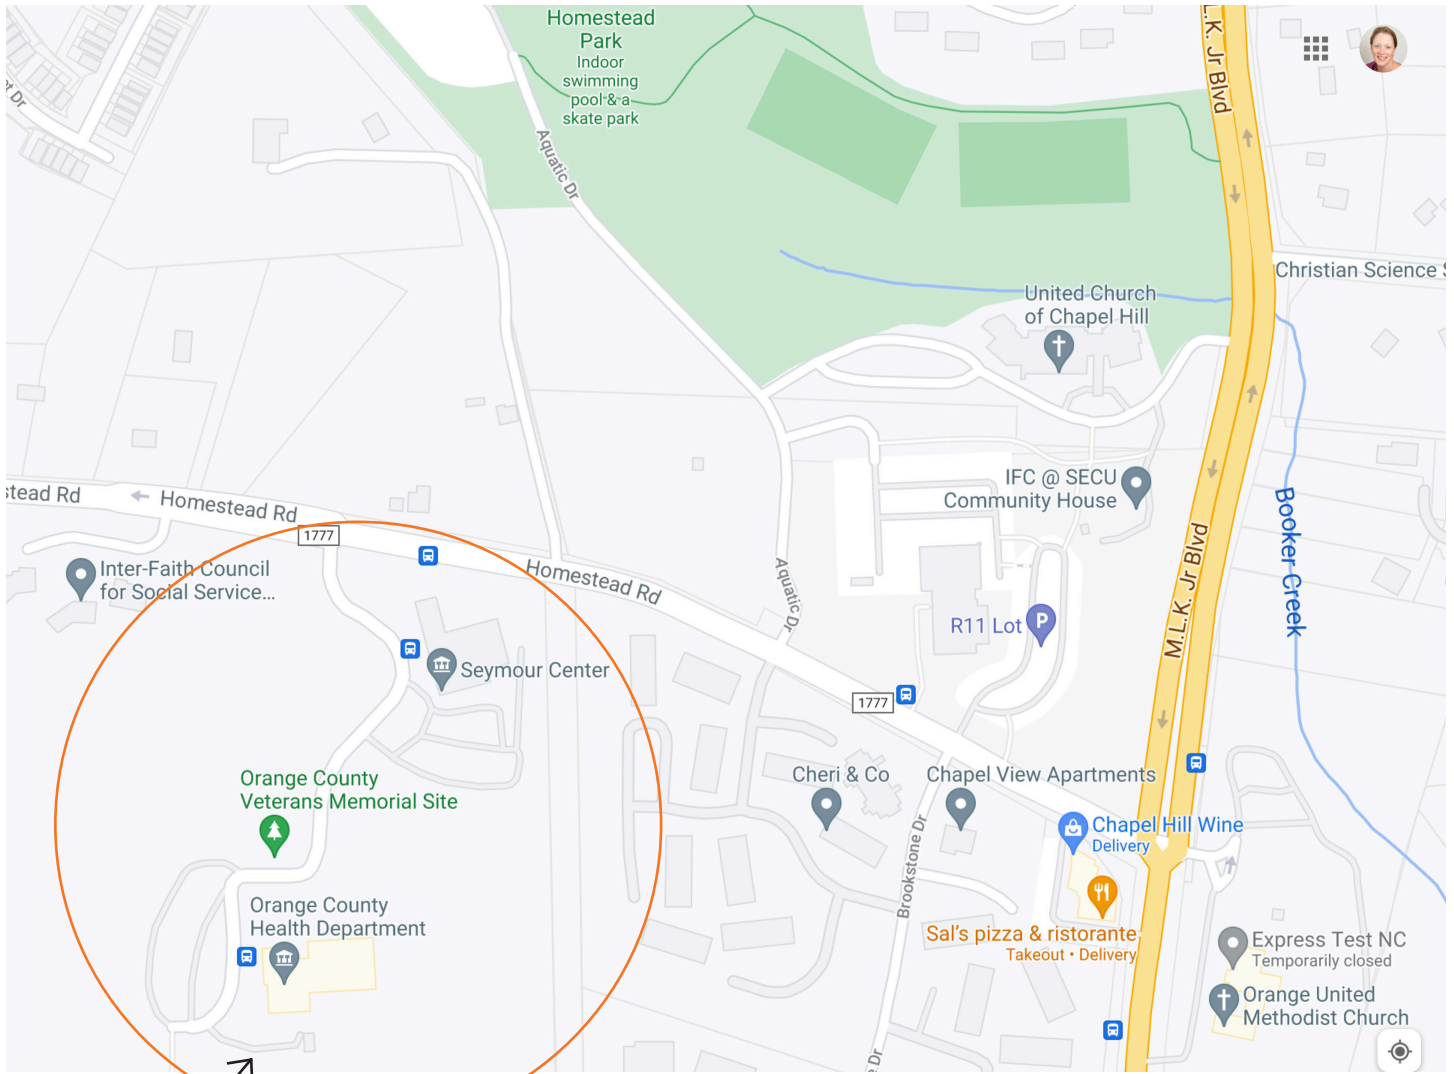 Homestead
Park
Indoor
swimming
pool & a
skate park
L.K. Jr Blvd
Dr
Aquatic Dr
Christian Science
United Church
of Chapel Hill
IFC @ SECU
Community House
stead Rd
Homestead Rd
1777
Booker Creek
Inter-Faith Council
for Social Service...
Homestead Rd
Aquatic Dr
M.L.K. Jr Blvd
R11 Lot
P
Seymour Center
1777
Orange County
Veterans Memorial Site
Cheri & Co
Chapel View Apartments
Chapel Hill Wine
Delivery
Brookstone Dr
Orange County
Health Department
Sal's pizza & ristorante
Takeout • Delivery
Express Test NC
Temporarily closed
Orange United
Methodist Church
e Dr